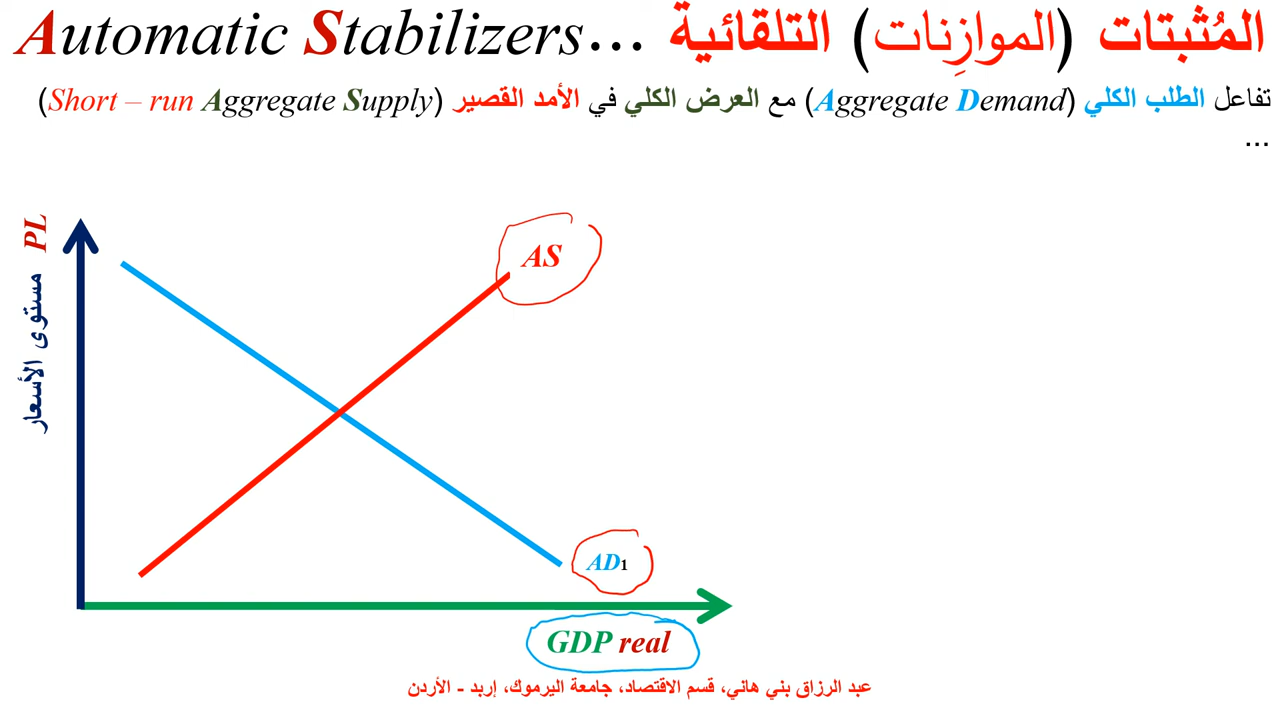 المُثبتات (الموازِنات) التلقائية ...Automatic Stabilizers
تفاعل الطلب الكلي (Aggregate Demand) مع العرض الكلي في الأمد القصير (Short – run Aggregate Supply)
...
مستوى الأسعار PL
AS
AD1
GDP real
عبد الرزاق بني هاني، قسم الاقتصاد، جامعة اليرموك، إربد - الأردن